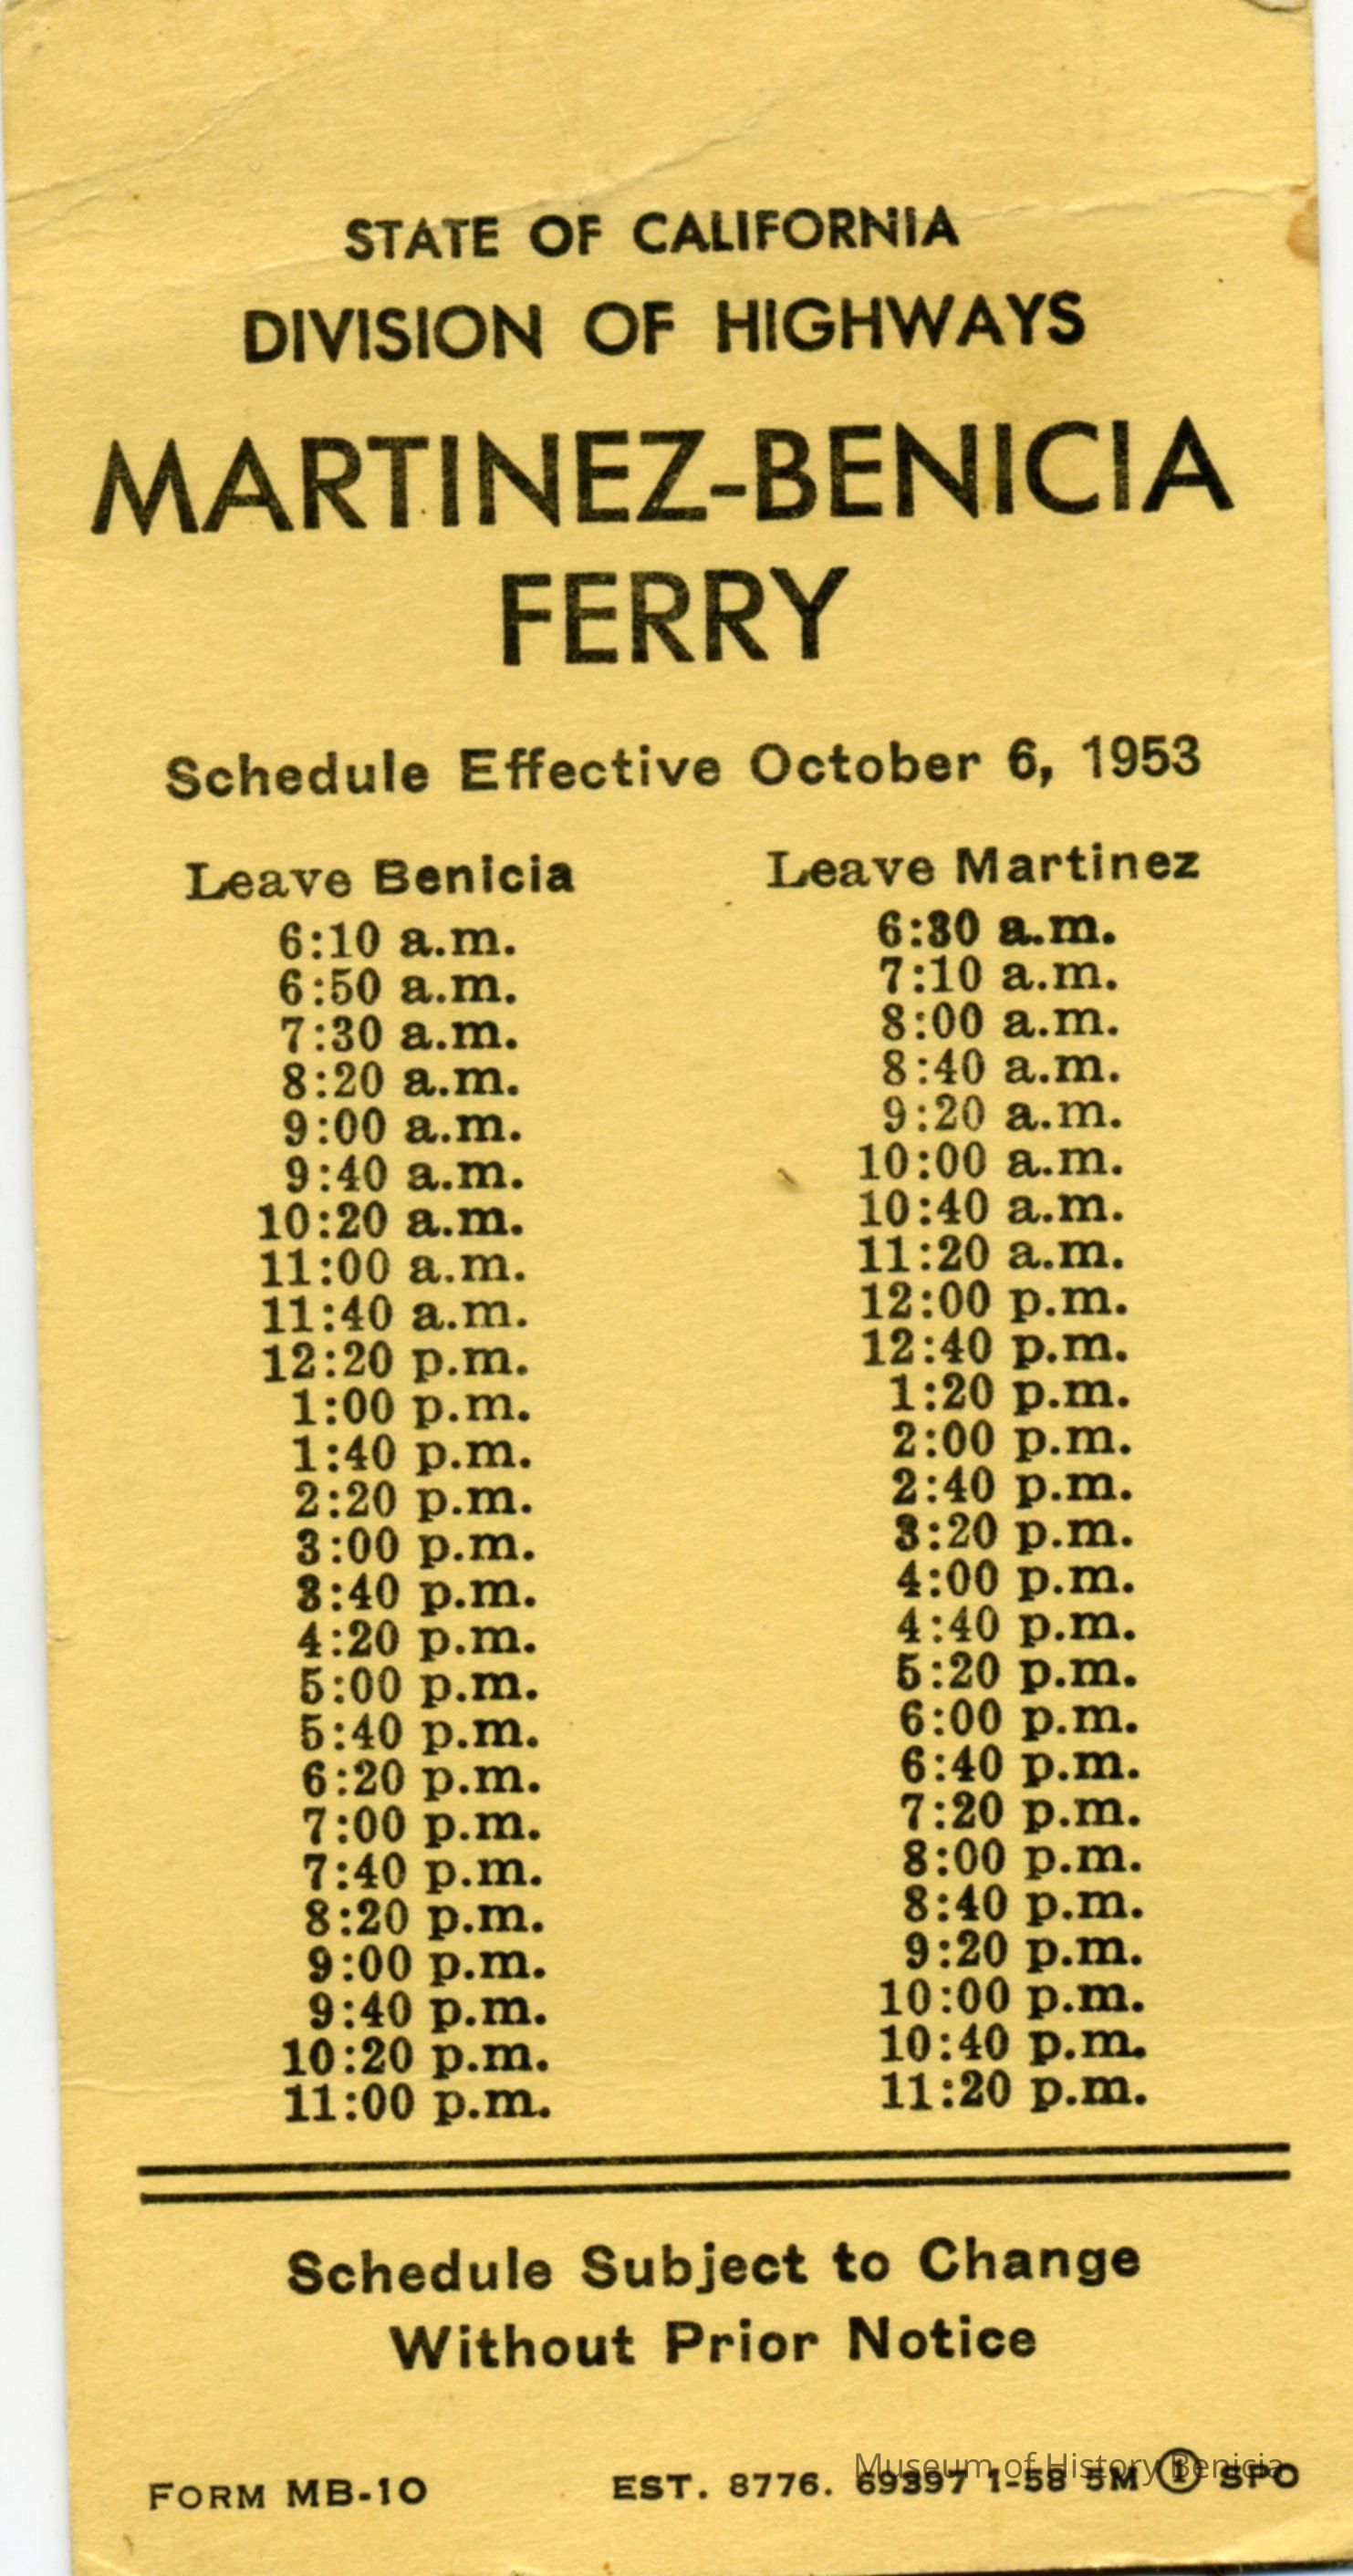 STATE OF CALIFORNIA
DIVISION OF HIGHWAYS
MARTINEZ-BENICIA
FERRY
Schedule Effective October 6, 1953
Leave Benicia Leave Martinez
6:10 a.m. 6:30 a.m.
6:50 a.m. 7:10 a.m.
7:30 a.m. 8:00 a.m.
8:20 a.m. 8:40 a.m.
9:00 a.m. 9:20 a.m.
9:40 a.m. 10:00 a.m.
10:20 a.m. 10:40 a.m.
11:00 a.m. 11:20 a.m.
11:40 a.m. 12:00 p.m.
12:20 p.m. 12:40 p.m.
1:00 p.m. 1:20 p.m.
1:40 p.m. 2:00 p.m.
2:20 p.m. 2:40 p.m.
3:00 p.m. 3:20 p.m.
3:40 p.m. 4:00 p.m.
4:20 p.m. 4:40 p.m.
5:00 p.m. 5:20 p.m.
5:40 p.m. 6:00 p.m.
6:20 p.m. 6:40 p.m.
7:00 p.m. 7:20 p.m.
7:40 p.m. 8:00 p.m.
8:20 p.m. 8:40 p.m.
9:00 p.m. 9:20 p.m.
9:40 p.m. 10:00 p.m.
10:20 p.m. 10:40 p.m.
11:00 p.m. 11:20 p.m.
Schedule Subject to Change
Without Prior Notice
Museum of History Benicia
FORM MB-10 EST. 8776. 69397 1-58 5M 1 SPO